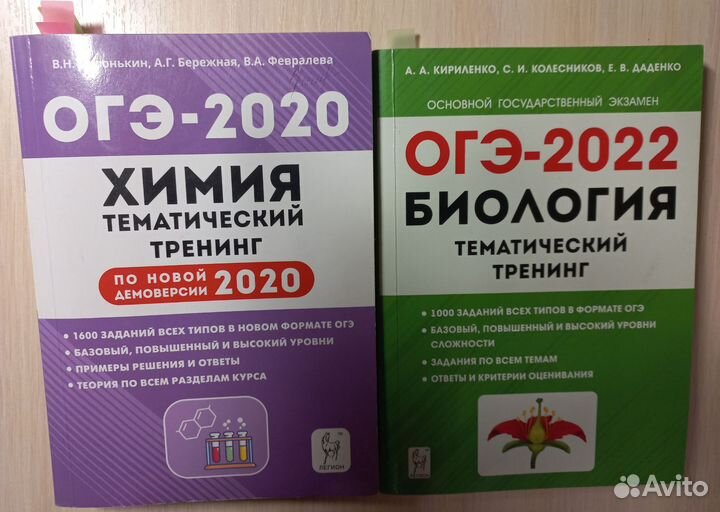 В.Н. А.Г. Бережная, В.А. Февралева
ОГЭ-2020
ХИМИЯ
ТЕМАТИЧЕСКИЙ
ТРЕНИНГ
ПО НОВОЙ
ДЕМОВЕРСИИ 2020
• 1600 ЗАДАНИЙ ВСЕХ ТИПОВ В НОВОМ ФОРМАТЕ ОГЭ
• БАЗОВЫЙ, ПОВЫШЕННЫЙ И ВЫСОКИЙ УРОВНИ
• ПРИМЕРЫ РЕШЕНИЯ И ОТВЕТЫ
• ТЕОРИЯ ПО ВСЕМ РАЗДЕЛАМ КУРСА
ЛЕГИОН
А. А. КИРИЛЕНКО, С. И. КОЛЕСНИКОВ, Е. В. ДАДЕНКО
ОСНОВНОЙ ГОСУДАРСТВЕННЫЙ ЭКЗАМЕН
ОГЭ-2022
БИОЛОГИЯ
ТЕМАТИЧЕСКИЙ
ТРЕНИНГ
• 1000 ЗАДАНИЙ ВСЕХ ТИПОВ В ФОРМАТЕ ОГЭ
• БАЗОВЫЙ, ПОВЫШЕННЫЙ И ВЫСОКИЙ УРОВНИ
СЛОЖНОСТИ
• ЗАДАНИЯ ПО ВСЕМ ТЕМАМ
• ОТВЕТЫ И КРИТЕРИИ ОЦЕНИВАНИЯ
ЛЕГИОН
Avito